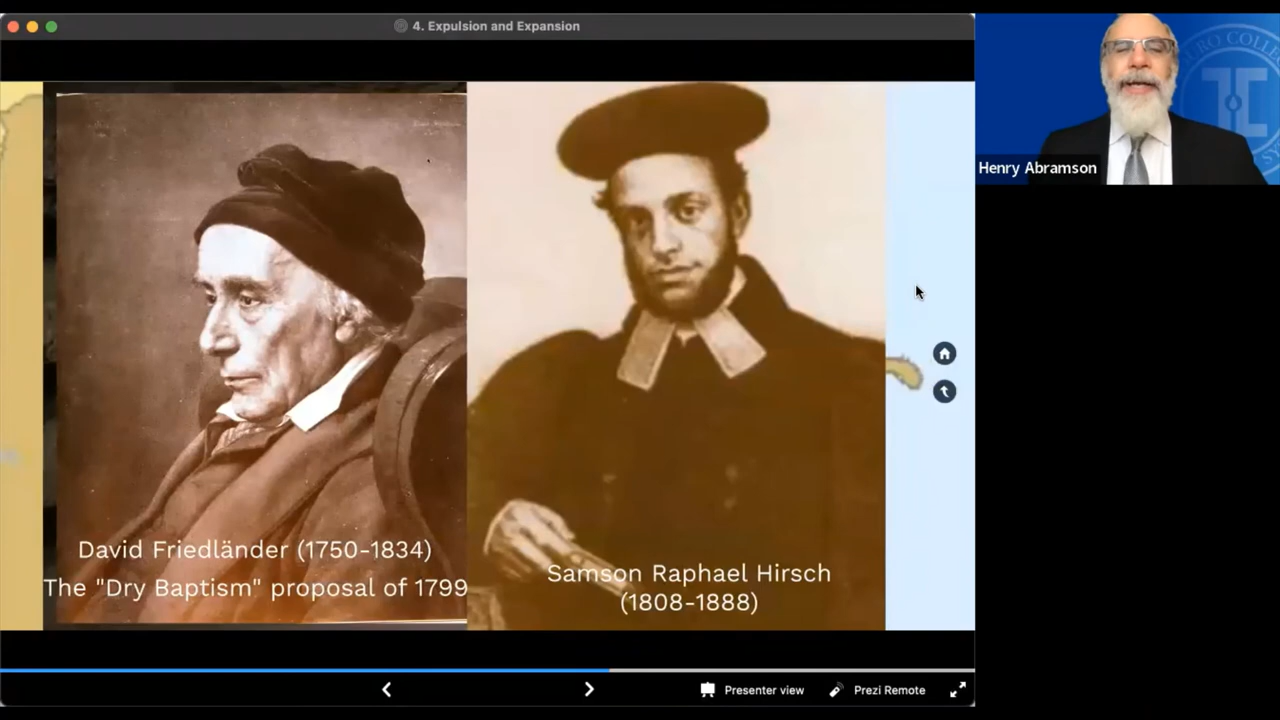 4. Expulsion and Expansion
David Friedländer (1750-1834)
The "Dry Baptism" proposal of 1799
Samson Raphael Hirsch
(1808-1888)
Presenter view
Prezi Remote
Henry Abramson